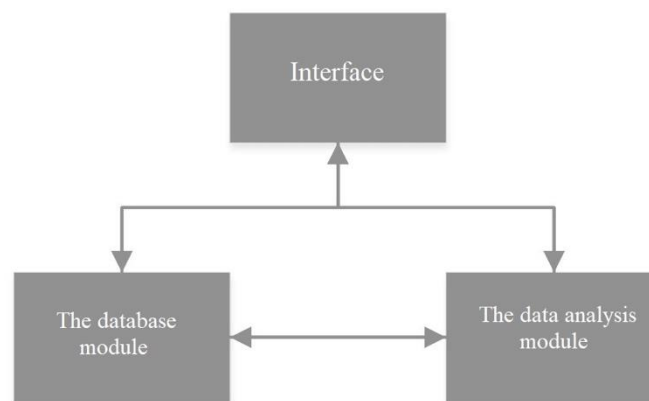 Interface
The database
module
The data analysis
module